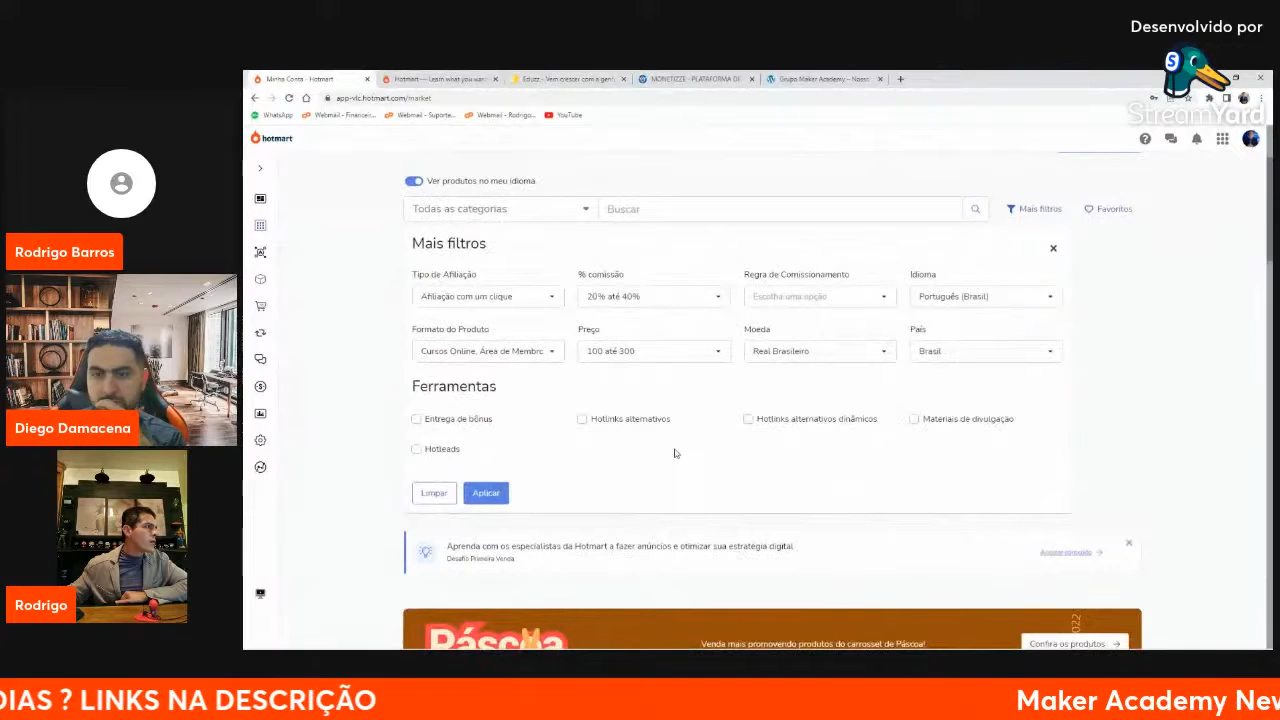 Desenvolvido por
S
StreamYard
Minha Conta - Hotmart
Hotmart — Learn what you wan
Eduzz - Vem crescer com a gent
MONETIZZE - PLATAFORMA DI
Grupo Maker Academy – Nosso
app-vlc.hotmart.com/market
WhatsApp
Webmail - Financeir...
Webmail - Suporte...
Webmail - Rodrigo...
YouTube
hotmart
Ver produtos no meu idioma
Todas as categorias
Buscar
Mais filtros
Favoritos
Mais filtros
Tipo de Afiliação
% comissão
Regra de Comissionamento
Idioma
Afiliação com um clique
20% até 40%
Escolha uma opção
Português (Brasil)
Formato do Produto
Preço
Moeda
País
Cursos Online, Área de Membro
100 até 300
Real Brasileiro
Brasil
Ferramentas
Entrega de bônus
Hotlinks alternativos
Hotlinks alternativos dinâmicos
Materiais de divulgação
Hotleads
Limpar
Aplicar
Aprenda com os especialistas da Hotmart a fazer anúncios e otimizar sua estratégia digital
Desafio Primeira Venda
Acessar conteúdo
Páscoa
2022
Venda mais promovendo produtos do carrossel de Páscoa!
Confira os produtos
Rodrigo Barros
Diego Damacena
Rodrigo
DIAS ? LINKS NA DESCRIÇÃO
Maker Academy New